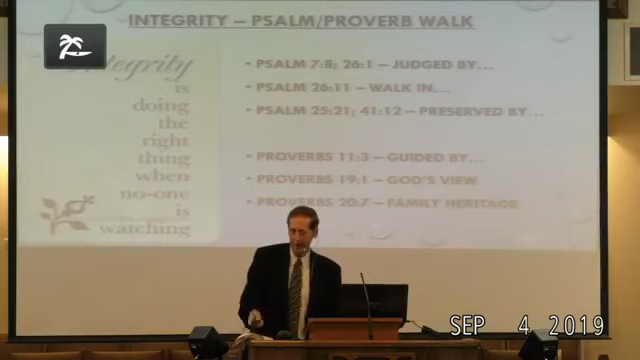 INTEGRITY – PSALM/PROVERB WALK
Integrity
is
doing
the
right
thing
when
no-one
is
watching
• PSALM 7:8; 26:1 – JUDGED BY...
• PSALM 26:11 – WALK IN...
• PSALM 25:21; 41:12 – PRESERVED BY...
• PROVERBS 11:3 – GUIDED BY...
• PROVERBS 19:1 – GOD'S VIEW
• PROVERBS 20:7 – FAMILY HERITAGE
SEP 4 2019